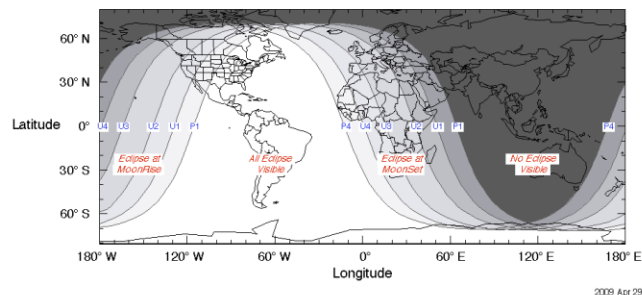 60° N
30° N
Latitude 0°
30° S
60° S
U4 U3 U2 U1 P1 P4 U4 U3 U2 U1 P1 P4
Eclipse at MoonRise
All Eclipse Visible
Eclipse at MoonSet
No Eclipse Visible
180° W 120° W 60° W 0° 60° E 120° E 180° E
Longitude
2009 Apr 29